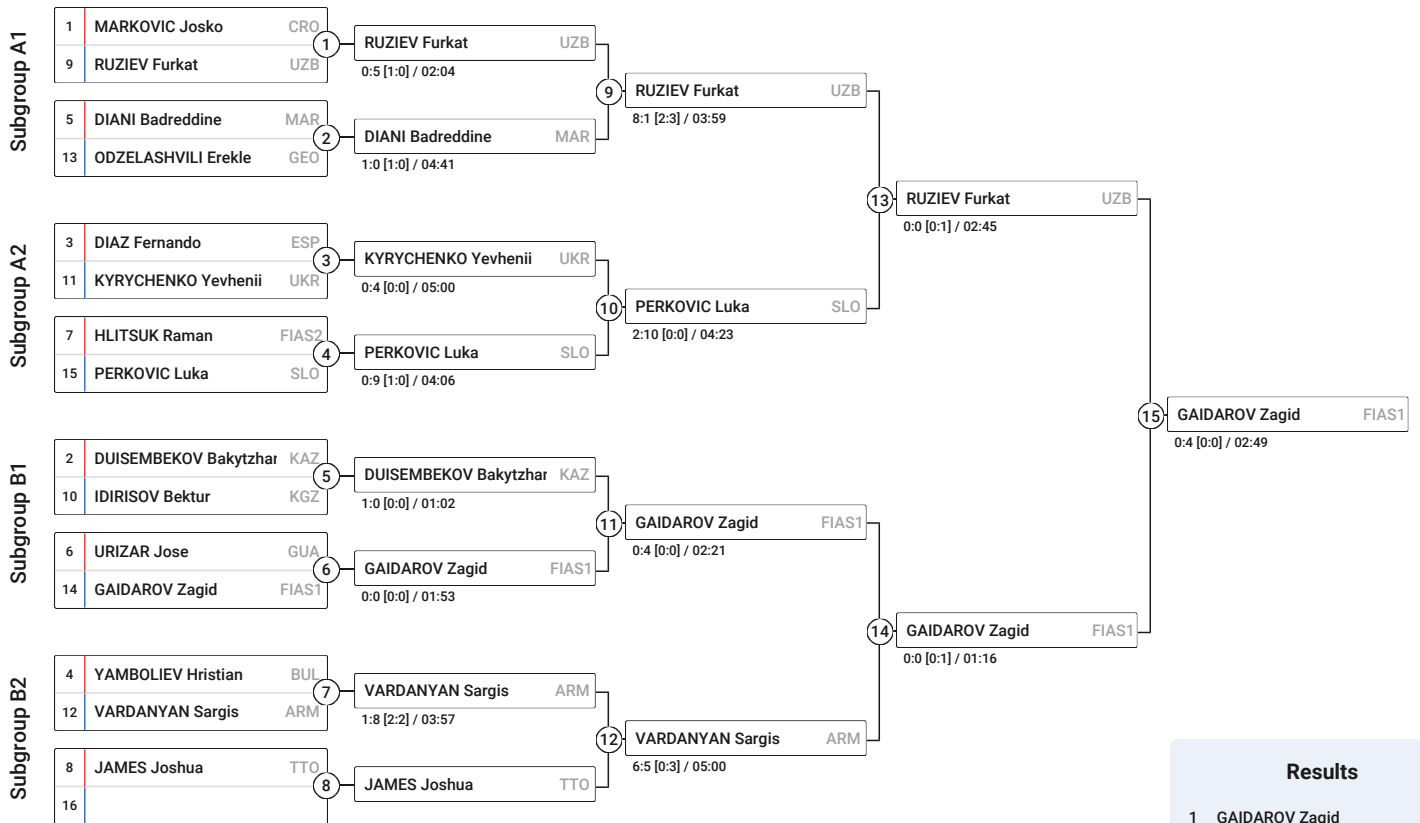 Subgroup A1
1 MARKOVIC Josko CRO
9 RUZIEV Furkat UZB
1
RUZIEV Furkat UZB
0:5 [1:0] / 02:04
5 DIANI Badreddine MAR
13 ODZELASHVILI Erekle GEO
2
DIANI Badreddine MAR
1:0 [1:0] / 04:41
9
RUZIEV Furkat UZB
8:1 [2:3] / 03:59
Subgroup A2
3 DIAZ Fernando ESP
11 KYRYCHENKO Yevhenii UKR
3
KYRYCHENKO Yevhenii UKR
0:4 [0:0] / 05:00
7 HLITSUK Raman FIAS2
15 PERKOVIC Luka SLO
4
PERKOVIC Luka SLO
0:9 [1:0] / 04:06
10
PERKOVIC Luka SLO
2:10 [0:0] / 04:23
13
RUZIEV Furkat UZB
0:0 [0:1] / 02:45
Subgroup B1
2 DUISEMBEKOV Bakytzhar KAZ
10 IDIRISOV Bektur KGZ
5
DUISEMBEKOV Bakytzhar KAZ
1:0 [0:0] / 01:02
6 URIZAR Jose GUA
14 GAIDAROV Zagid FIAS1
6
GAIDAROV Zagid FIAS1
0:0 [0:0] / 01:53
11
GAIDAROV Zagid FIAS1
0:4 [0:0] / 02:21
Subgroup B2
4 YAMBOLIEV Hristian BUL
12 VARDANYAN Sargis ARM
7
VARDANYAN Sargis ARM
1:8 [2:2] / 03:57
8 JAMES Joshua TTO
16
8
JAMES Joshua TTO
12
VARDANYAN Sargis ARM
6:5 [0:3] / 05:00
14
GAIDAROV Zagid FIAS1
0:0 [0:1] / 01:16
15
GAIDAROV Zagid FIAS1
0:4 [0:0] / 02:49
Results
1 GAIDAROV Zagid